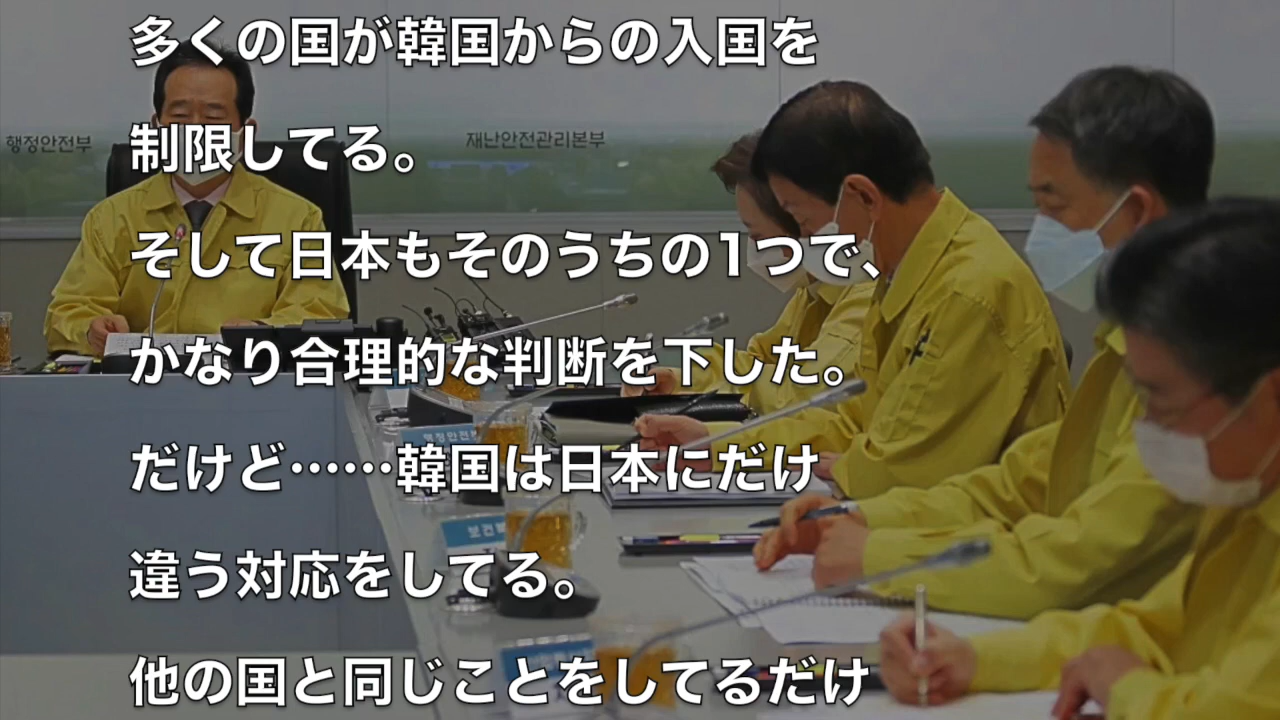 多くの国が韓国からの入国を
행정안전부
재난안전관리본부
制限してる。
そして日本もそのうちの1つで、
かなり合理的な判断を下した。
だけど……韓国は日本にだけ
違う対応をしてる。
他の国と同じことをしてるだけ